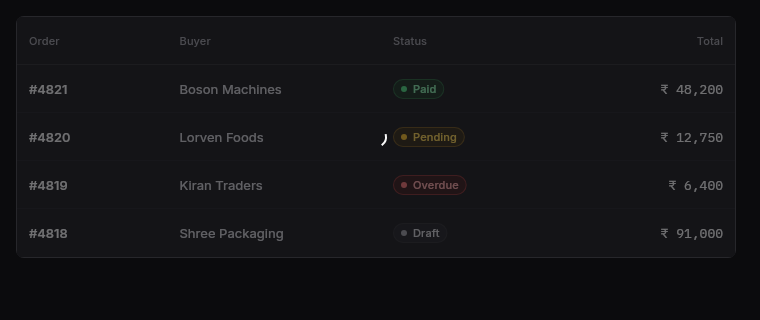 Order Buyer Status Total
#4821 Boson Machines Paid ₹ 48,200
#4820 Lorven Foods Pending ₹ 12,750
#4819 Kiran Traders Overdue ₹ 6,400
#4818 Shree Packaging Draft ₹ 91,000